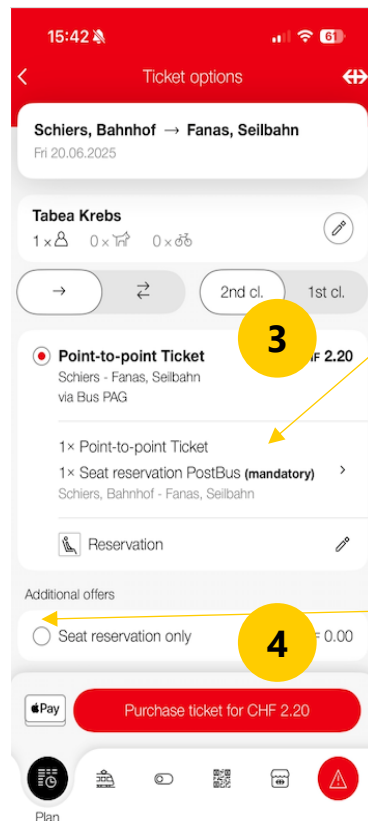 15:42
61
Ticket options
Schiers, Bahnhof → Fanas, Seilbahn
Fri 20.06.2025
Tabea Krebs
1 × 0 × 0 ×
2nd cl. 1st cl.
3
Point-to-point Ticket F 2.20
Schiers - Fanas, Seilbahn
via Bus PAG
1× Point-to-point Ticket
1× Seat reservation PostBus (mandatory)
Schiers, Bahnhof - Fanas, Seilbahn
Reservation
Additional offers
Seat reservation only 0.00
4
Pay Purchase ticket for CHF 2.20
Plan